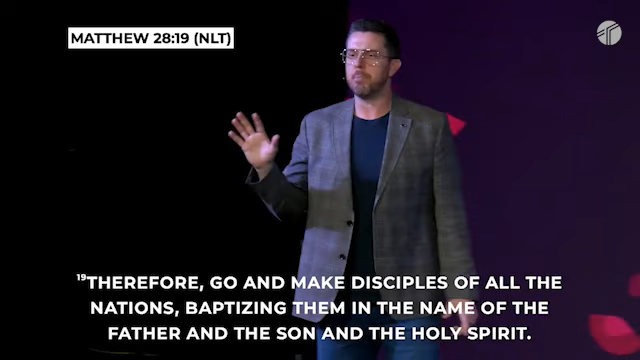 MATTHEW 28:19 (NLT)
¹⁹THEREFORE, GO AND MAKE DISCIPLES OF ALL THE
NATIONS, BAPTIZING THEM IN THE NAME OF THE
FATHER AND THE SON AND THE HOLY SPIRIT.